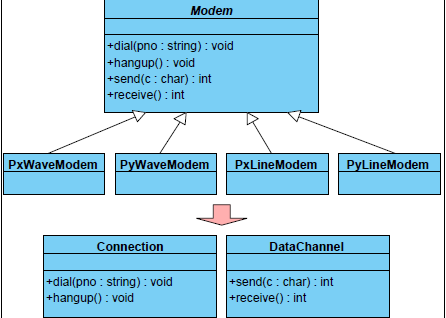 Modem
+dial(pno : string) : void
+hangup() : void
+send(c : char) : int
+receive() : int
PxWaveModem
PyWaveModem
PxLineModem
PyLineModem
Connection
+dial(pno : string) : void
+hangup() : void
DataChannel
+send(c : char) : int
+receive() : int